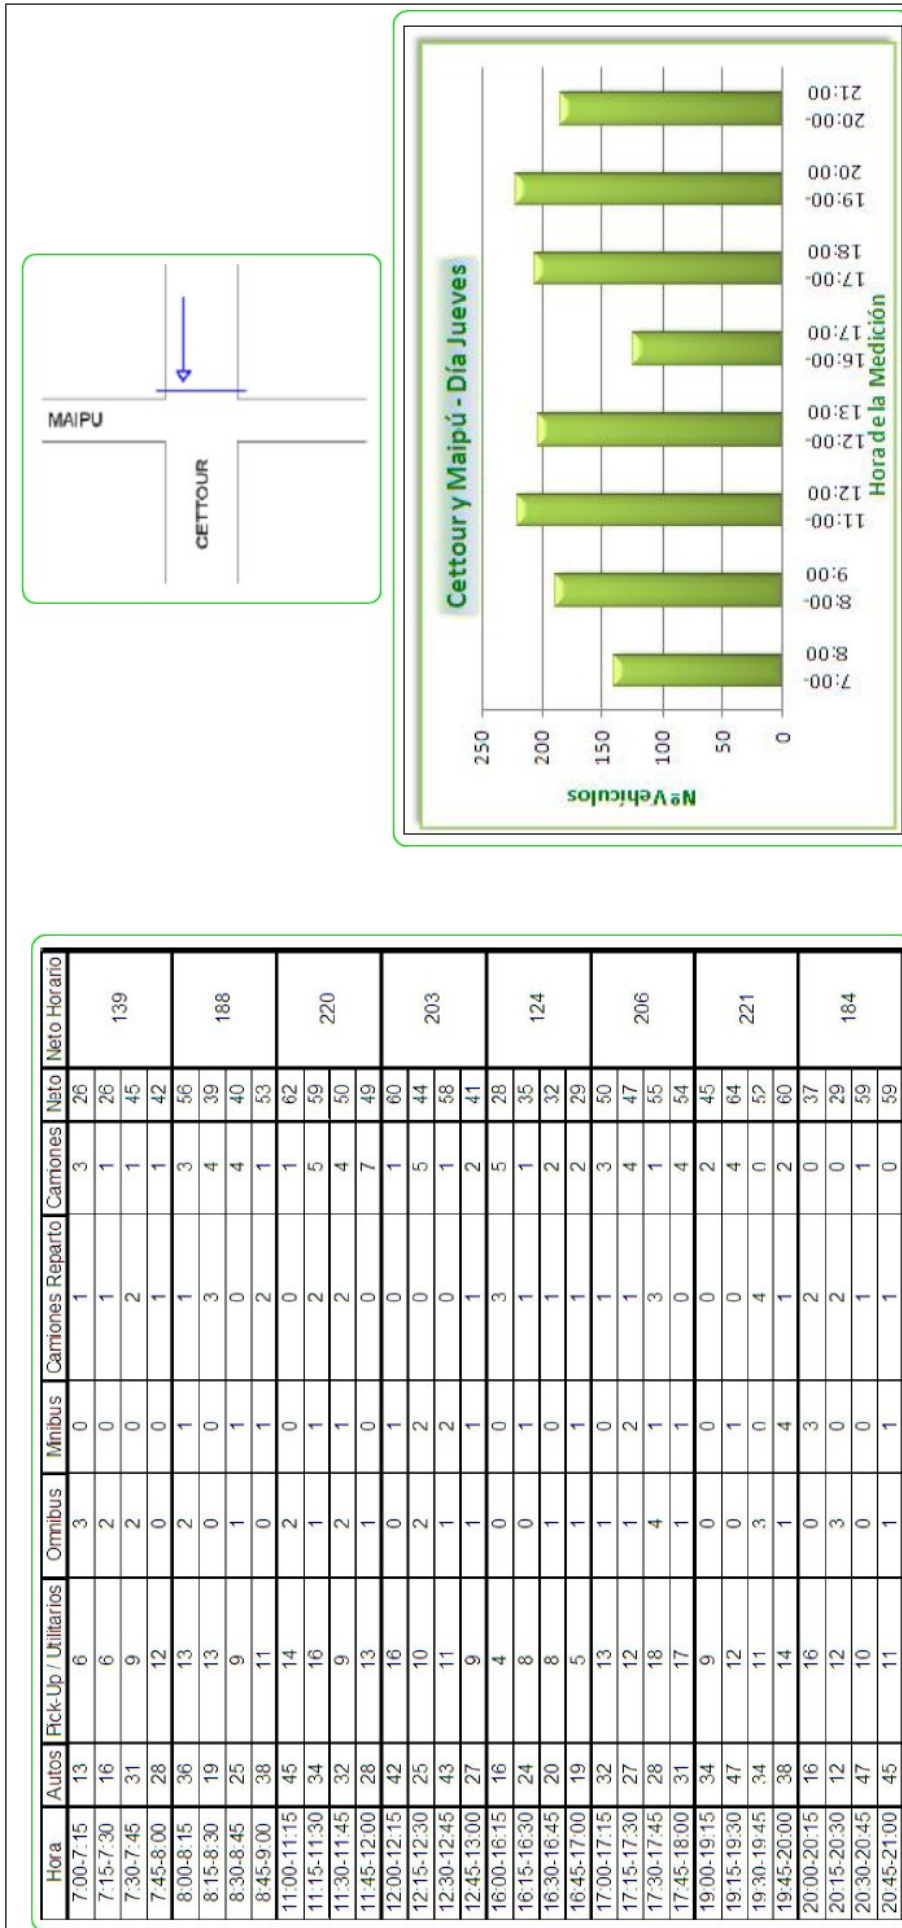 Hora Autos Pick-Up / Utilitarios Omnibus Minibus Camiones Reparto Camiones Neto Neto Horario
7:00-7:15 13 6 3 0 1 3 26 139
7:15-7:30 16 6 2 0 1 1 26
7:30-7:45 31 9 2 0 2 1 45
7:45-8:00 28 12 0 0 1 1 42
8:00-8:15 36 13 2 1 1 3 56 188
8:15-8:30 19 13 0 0 3 4 39
8:30-8:45 25 9 1 1 0 4 40
8:45-9:00 38 11 0 1 2 1 53
11:00-11:15 45 14 2 0 0 1 62 220
11:15-11:30 34 16 1 1 2 5 59
11:30-11:45 32 9 2 1 2 4 50
11:45-12:00 28 13 1 0 0 7 49
12:00-12:15 42 16 0 1 0 1 60 203
12:15-12:30 25 10 2 2 0 5 44
12:30-12:45 43 11 1 2 0 1 58
12:45-13:00 27 9 1 1 1 2 41
16:00-16:15 16 4 0 0 3 5 28 124
16:15-16:30 24 8 0 1 1 1 35
16:30-16:45 20 8 1 0 1 2 32
16:45-17:00 19 5 1 1 1 2 29
17:00-17:15 32 13 1 0 1 3 50 206
17:15-17:30 27 12 1 2 1 4 47
17:30-17:45 28 18 4 1 3 1 55
17:45-18:00 31 17 1 1 0 4 54
19:00-19:15 34 9 0 0 0 2 45 221
19:15-19:30 47 12 0 1 0 4 64
19:30-19:45 34 11 3 0 4 0 52
19:45-20:00 38 14 1 4 1 2 60
20:00-20:15 16 16 0 3 2 0 37 184
20:15-20:30 12 12 3 0 2 0 29
20:30-20:45 47 10 0 0 1 1 59
20:45-21:00 45 11 1 1 1 0 59
MAIPU
CETTOUR
Cettour y Maipú - Día Jueves
Nº Vehículos
250
200
150
100
50
0
7:00- 8:00- 11:00- 12:00- 16:00- 17:00- 19:00- 20:00-
8:00 9:00 12:00 13:00 17:00 18:00 20:00 21:00
Hora de la Medición